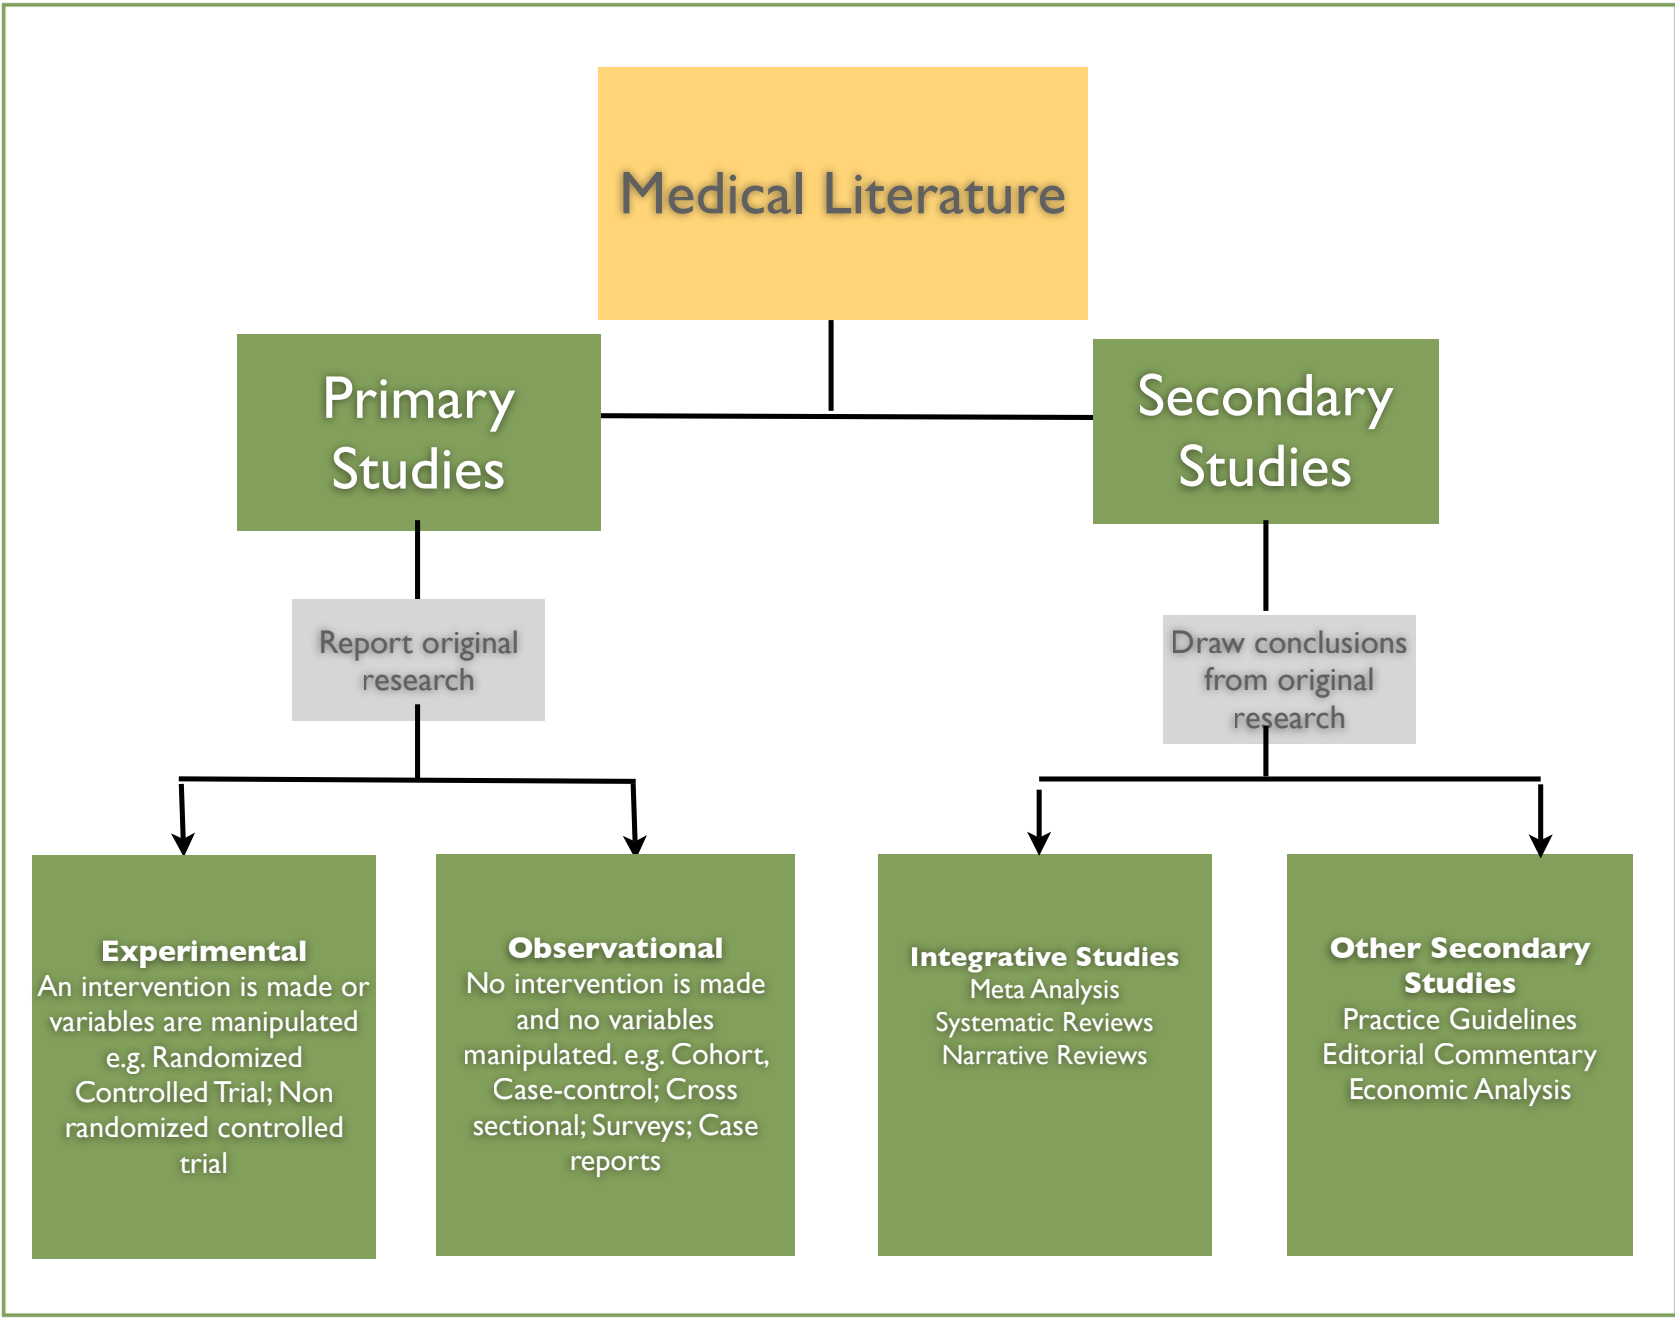 Medical Literature
Primary
Studies
Secondary
Studies
Report original
research
Draw conclusions
from original
research
Experimental
An intervention is made or
variables are manipulated
e.g. Randomized
Controlled Trial; Non
randomized controlled
trial
Observational
No intervention is made
and no variables
manipulated. e.g. Cohort,
Case-control; Cross
sectional; Surveys; Case
reports
Integrative Studies
Meta Analysis
Systematic Reviews
Narrative Reviews
Other Secondary
Studies
Practice Guidelines
Editorial Commentary
Economic Analysis